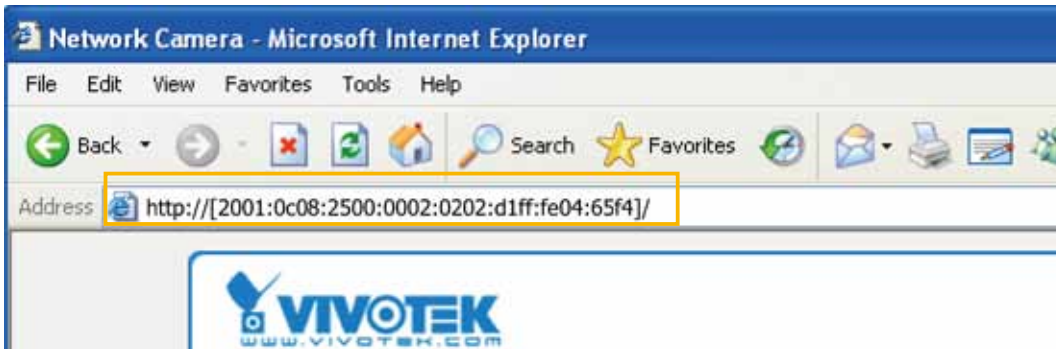 Network Camera - Microsoft Internet Explorer
File Edit View Favorites Tools Help
Back Search Favorites
Address http://[2001:0c08:2500:0002:0202:d1ff:fe04:65f4]/
VIVOTEK
www.vivotek.com